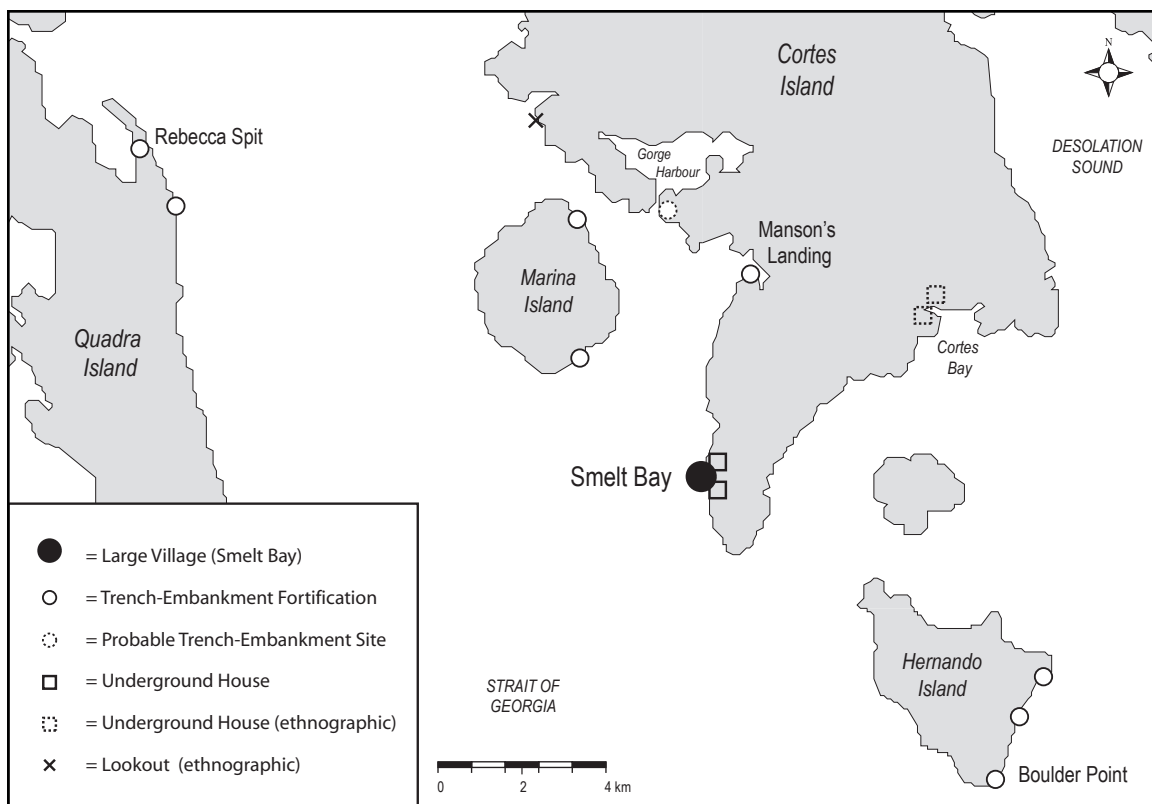 Cortes
Island
N
DESOLATION
SOUND
Rebecca Spit
Gorge
Harbour
Manson's
Landing
Marina
Island
Quadra
Island
Cortes
Bay
Smelt Bay
= Large Village (Smelt Bay)
= Trench-Embankment Fortification
= Probable Trench-Embankment Site
= Underground House
= Underground House (ethnographic)
= Lookout (ethnographic)
STRAIT OF
GEORGIA
0 2 4 km
Hernando
Island
Boulder Point